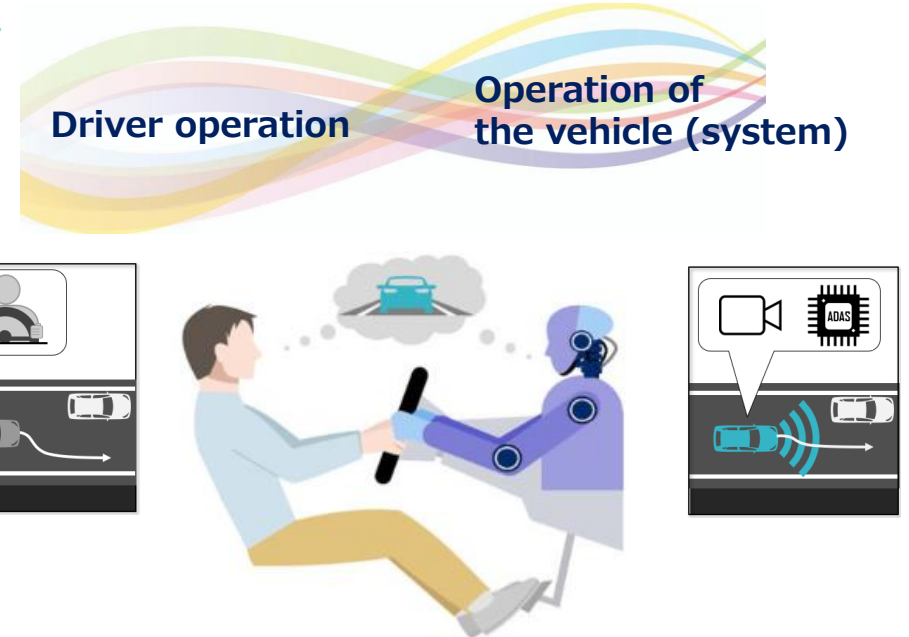 Driver operation
Operation of
the vehicle (system)
ADAS